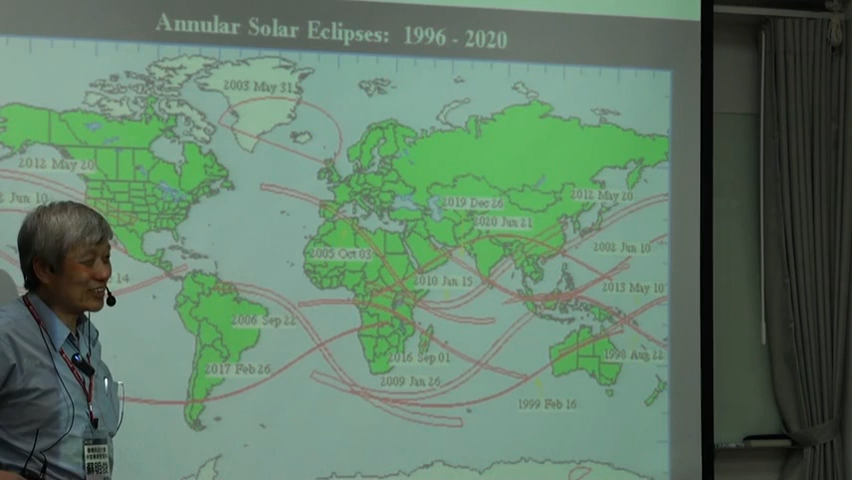 Annular Solar Eclipses: 1996 - 2020
2003 May 31
2012 May 20
2 Jun 10
2019 Dec 26
2012 May 20
2020 Jun 21
2002 Jun 10
2005 Oct 03
14
2010 Jan 15
2013 May 10
2006 Sep 22
2016 Sep 01
1998 Aug 22
2017 Feb 26
2009 Jan 26
1999 Feb 16